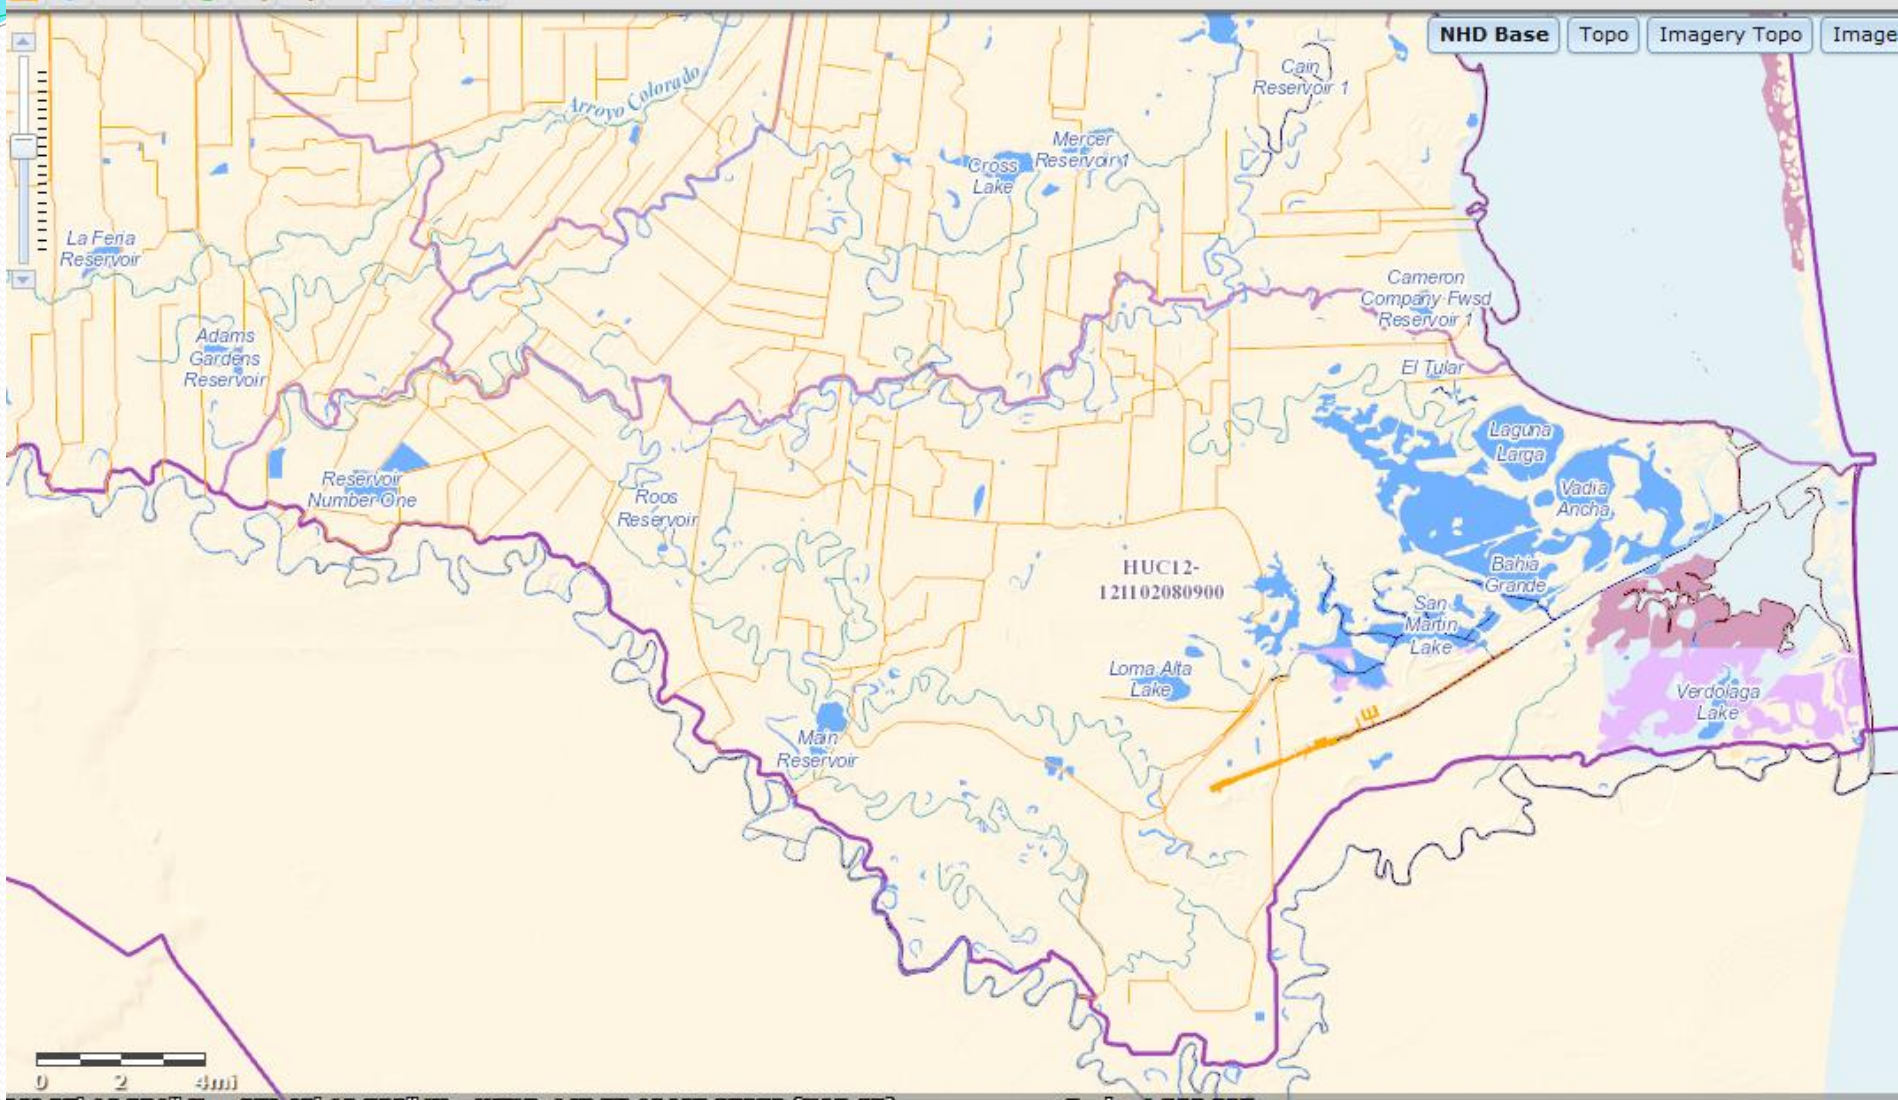 NHD Base
Topo
Imagery Topo
Image
Cain
Reservoir 1
Arroyo Colorado
Mercer
Reservoir 1
Cross
Lake
La Feria
Reservoir
Cameron
Company Fwsd
Reservoir 1
Adams
Gardens
Reservoir
El Tular
Laguna
Larga
Reservoir
Number One
Roos
Reservoir
Vadia
Ancha
HUC12-
121102080900
Bahia
Grande
San
Martin
Lake
Loma Alta
Lake
Verdolaga
Lake
Main
Reservoir
0 2 4mi